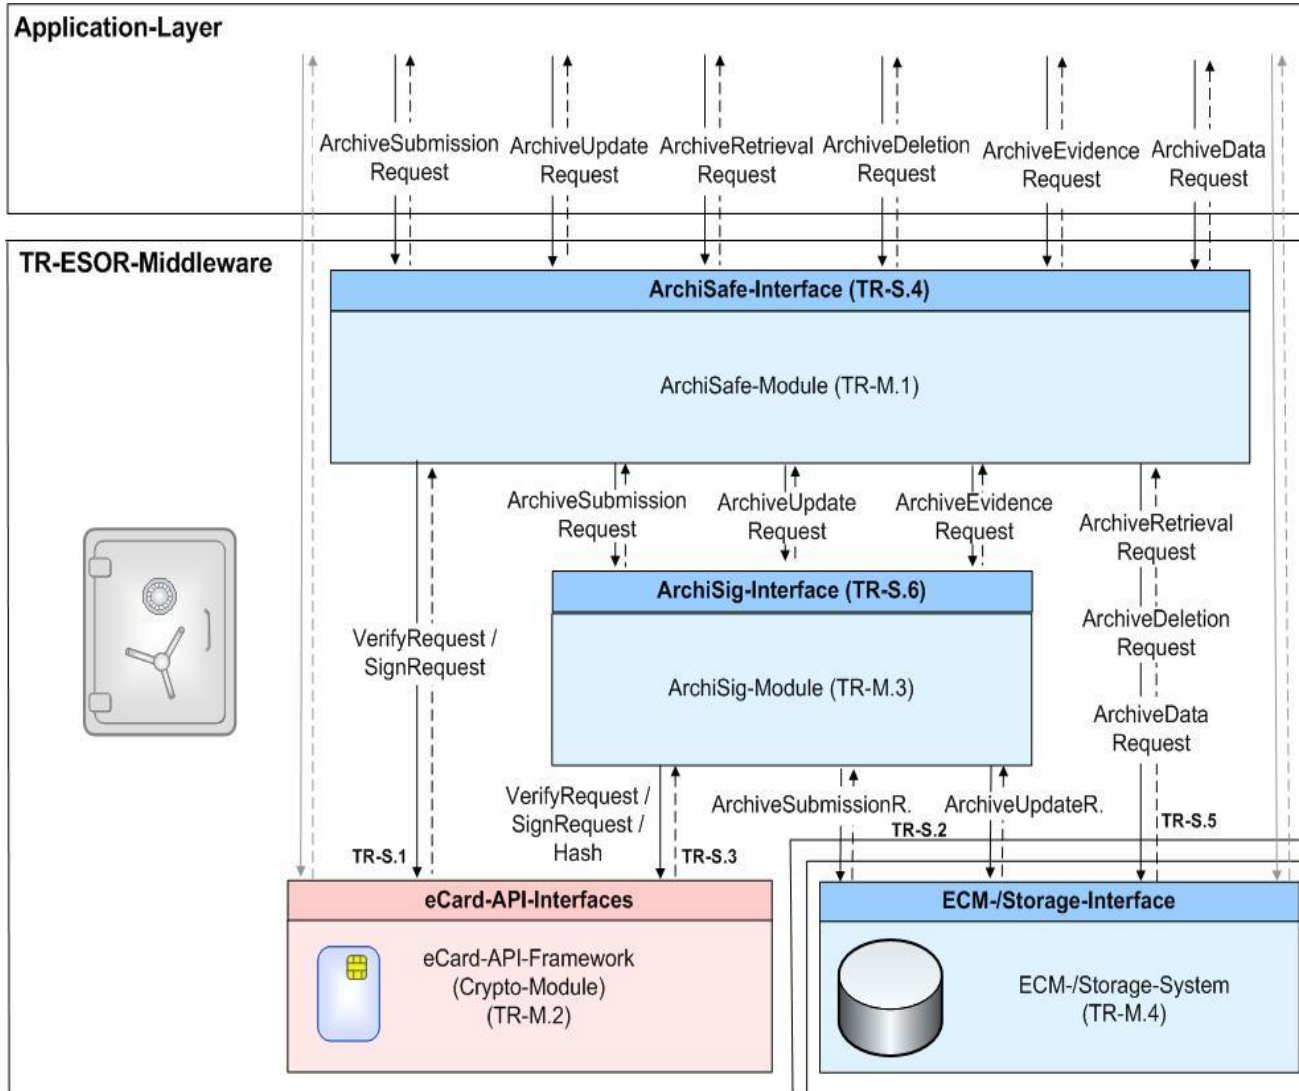 Application-Layer
ArchiveSubmission
Request
ArchiveUpdate
Request
ArchiveRetrieval
Request
ArchiveDeletion
Request
ArchiveEvidence
Request
ArchiveData
Request
TR-ESOR-Middleware
ArchiSafe-Interface (TR-S.4)
ArchiSafe-Module (TR-M.1)
ArchiveSubmission
Request
ArchiveUpdate
Request
ArchiveEvidence
Request
ArchiveRetrieval
Request
ArchiSig-Interface (TR-S.6)
ArchiveDeletion
Request
VerifyRequest /
SignRequest
ArchiSig-Module (TR-M.3)
ArchiveData
Request
VerifyRequest /
SignRequest /
Hash
ArchiveSubmissionR.
ArchiveUpdateR.
TR-S.1
TR-S.3
TR-S.2
TR-S.5
eCard-API-Interfaces
eCard-API-Framework
(Crypto-Module)
(TR-M.2)
ECM-/Storage-Interface
ECM-/Storage-System
(TR-M.4)